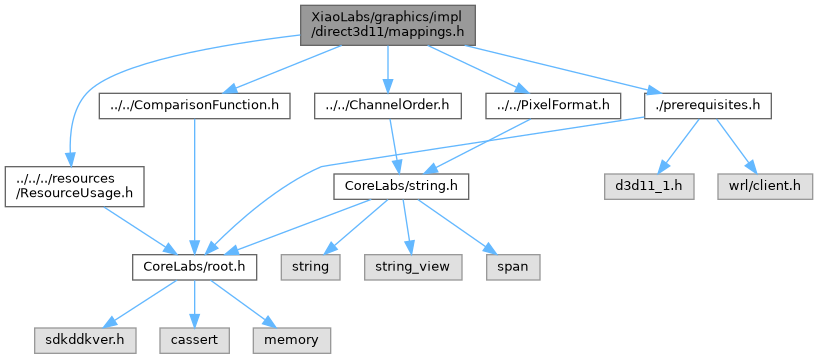 XiaoLabs/graphics/impl
/direct3d11/mappings.h
../../ComparisonFunction.h
../../ChannelOrder.h
../../PixelFormat.h
./prerequisites.h
../../../resources
/ResourceUsage.h
CoreLabs/string.h
d3d11_1.h
wrl/client.h
CoreLabs/root.h
string
string_view
span
sdkddkver.h
cassert
memory